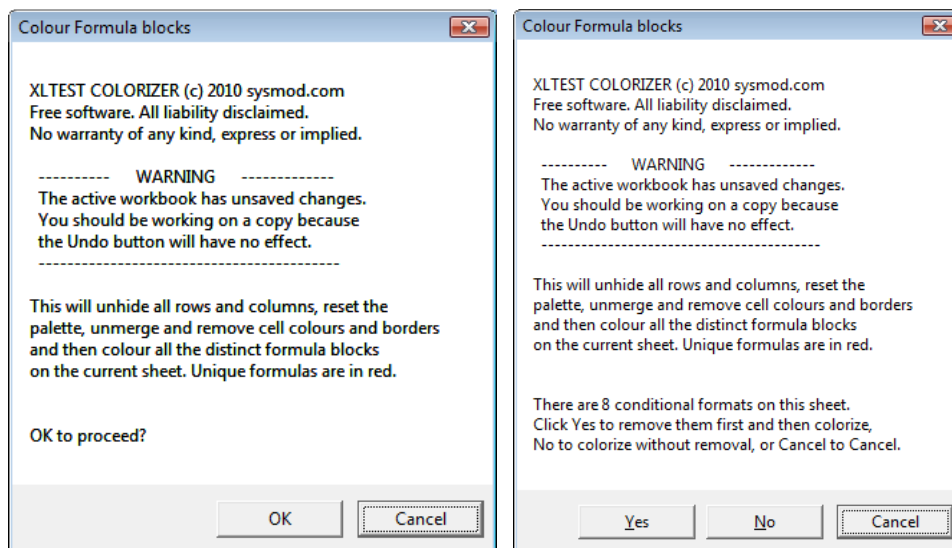 Colour Formula blocks
XLTEST COLORIZER (c) 2010 sysmod.com
Free software. All liability disclaimed.
No warranty of any kind, express or implied.
---------- WARNING -------------
The active workbook has unsaved changes.
You should be working on a copy because
the Undo button will have no effect.
------------------------------------------
This will unhide all rows and columns, reset the
palette, unmerge and remove cell colours and borders
and then colour all the distinct formula blocks
on the current sheet. Unique formulas are in red.
OK to proceed?
OK
Cancel
Colour Formula blocks
XLTEST COLORIZER (c) 2010 sysmod.com
Free software. All liability disclaimed.
No warranty of any kind, express or implied.
---------- WARNING -------------
The active workbook has unsaved changes.
You should be working on a copy because
the Undo button will have no effect.
------------------------------------------
This will unhide all rows and columns, reset the
palette, unmerge and remove cell colours and borders
and then colour all the distinct formula blocks
on the current sheet. Unique formulas are in red.
There are 8 conditional formats on this sheet.
Click Yes to remove them first and then colorize,
No to colorize without removal, or Cancel to Cancel.
Yes
No
Cancel